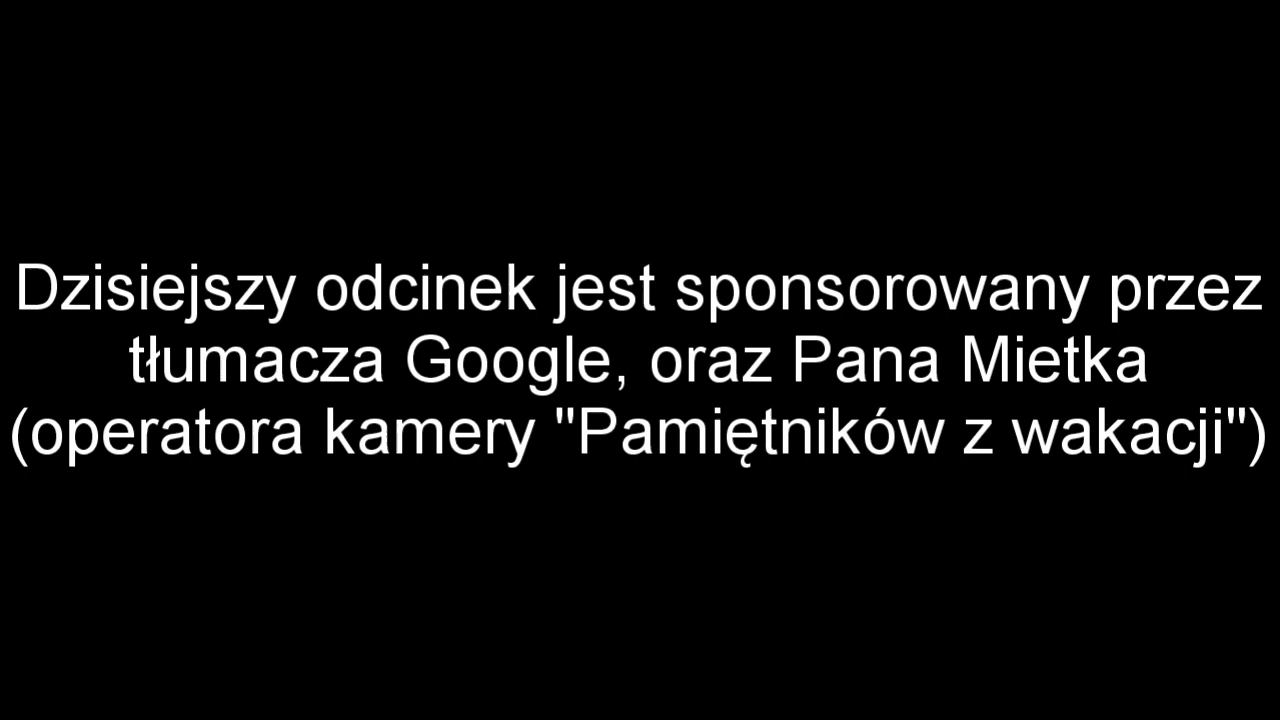 Dzisiejszy odcinek jest sponsorowany przez
tłumacza Google, oraz Pana Mietka
(operatora kamery "Pamiętników z wakacji")